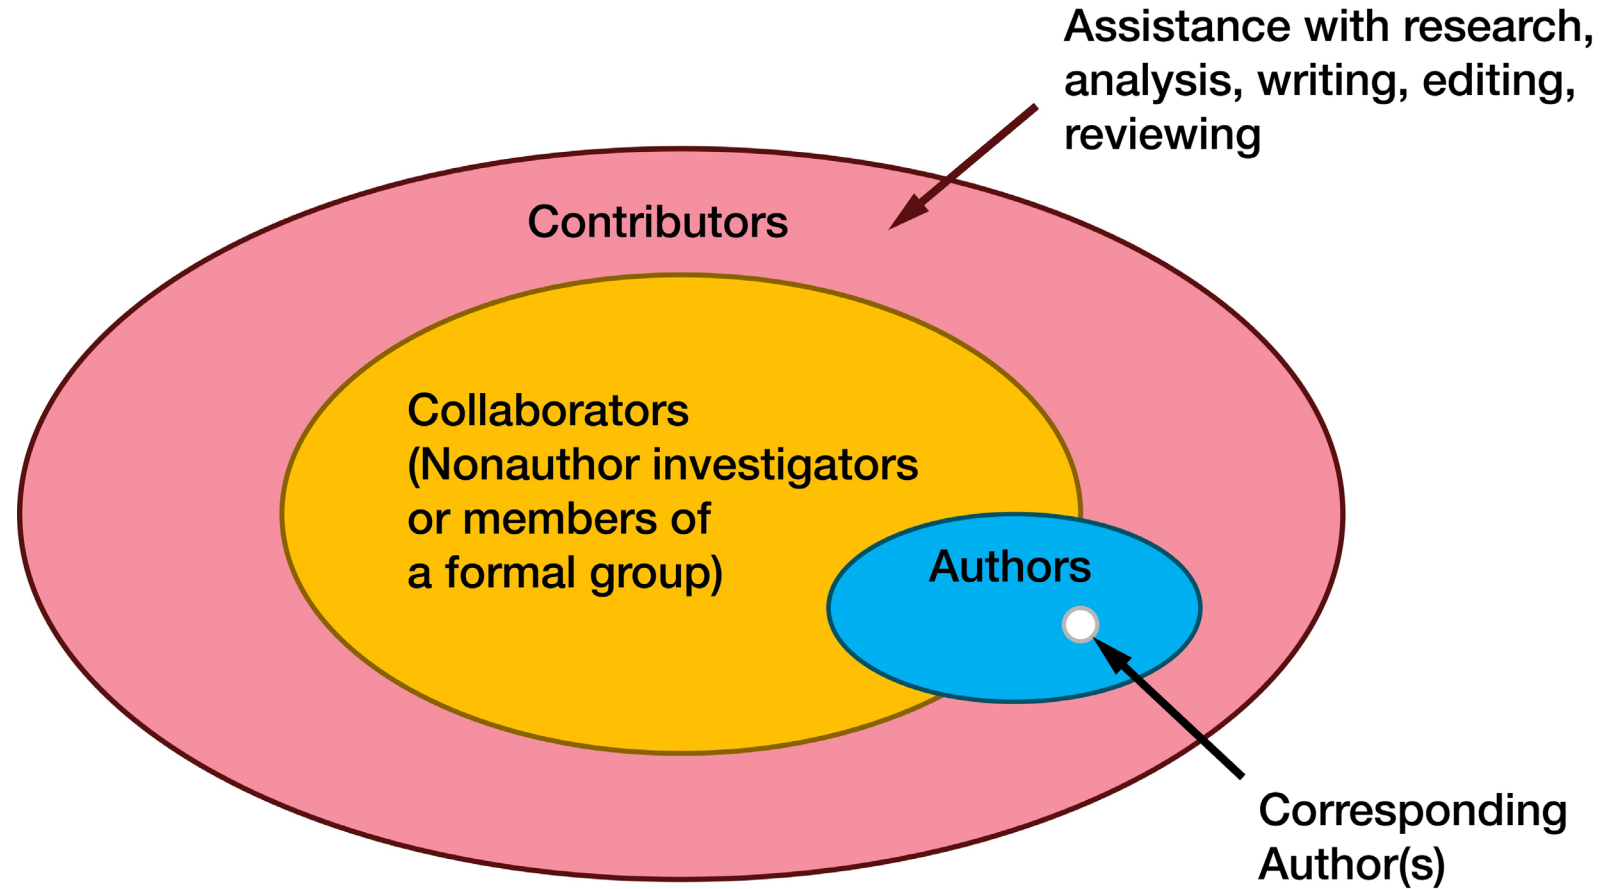 Assistance with research,
analysis, writing, editing,
reviewing
Contributors
Collaborators
(Nonauthor investigators
or members of
a formal group)
Authors
Corresponding
Author(s)